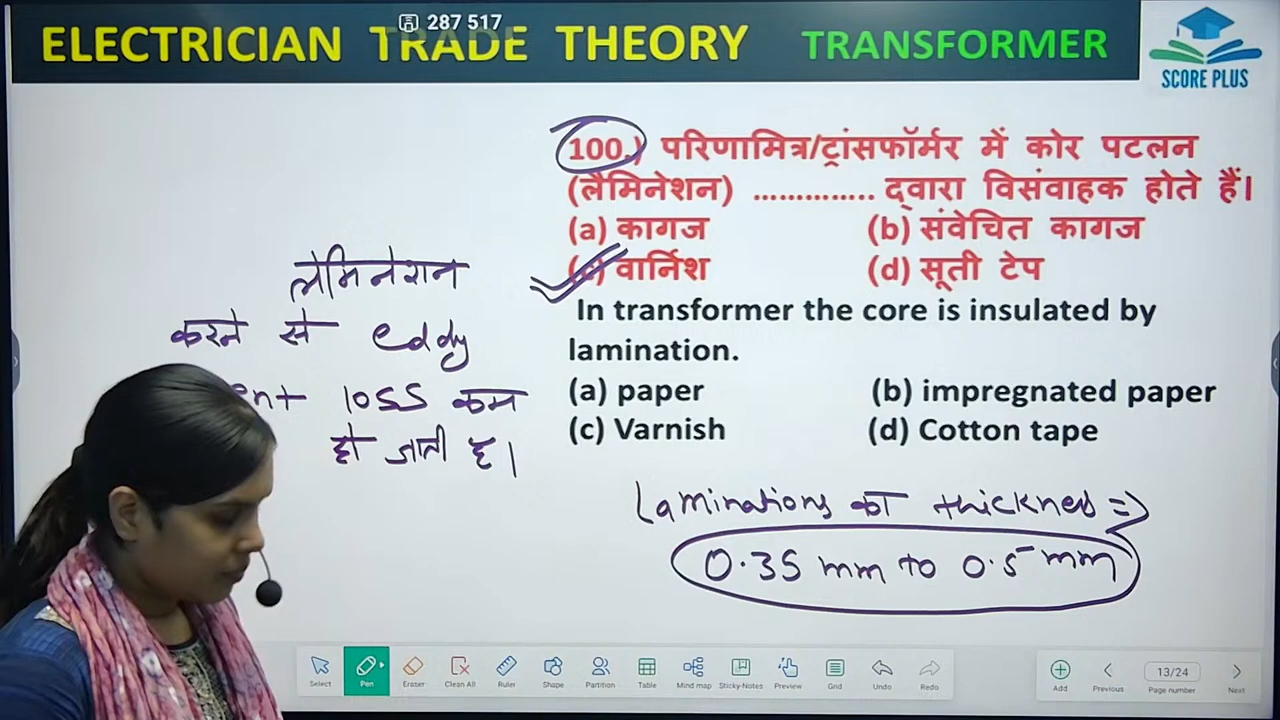 287 517
ELECTRICIAN TRADE THEORY TRANSFORMER
SCORE PLUS
100.) परिणामित्र/ट्रांसफॉर्मर में कोर पटलन
(लैमिनेशन) .............. द्वारा विसंवाहक होते हैं।
(a) कागज (b) संवेचित कागज
(c) वार्निश (d) सूती टेप
In transformer the core is insulated by
lamination.
(a) paper (b) impregnated paper
(c) Varnish (d) Cotton tape
लेमिनेशन
करने से eddy
ent loss कम
हो जाती है।
Laminations का thickness =>
0.35 mm to 0.5 mm
Select Pen Eraser Clean All Ruler Shape Partition Table Mind map Sticky-Notes Preview Grid Undo Redo
Add Previous 13/24 Page number Next